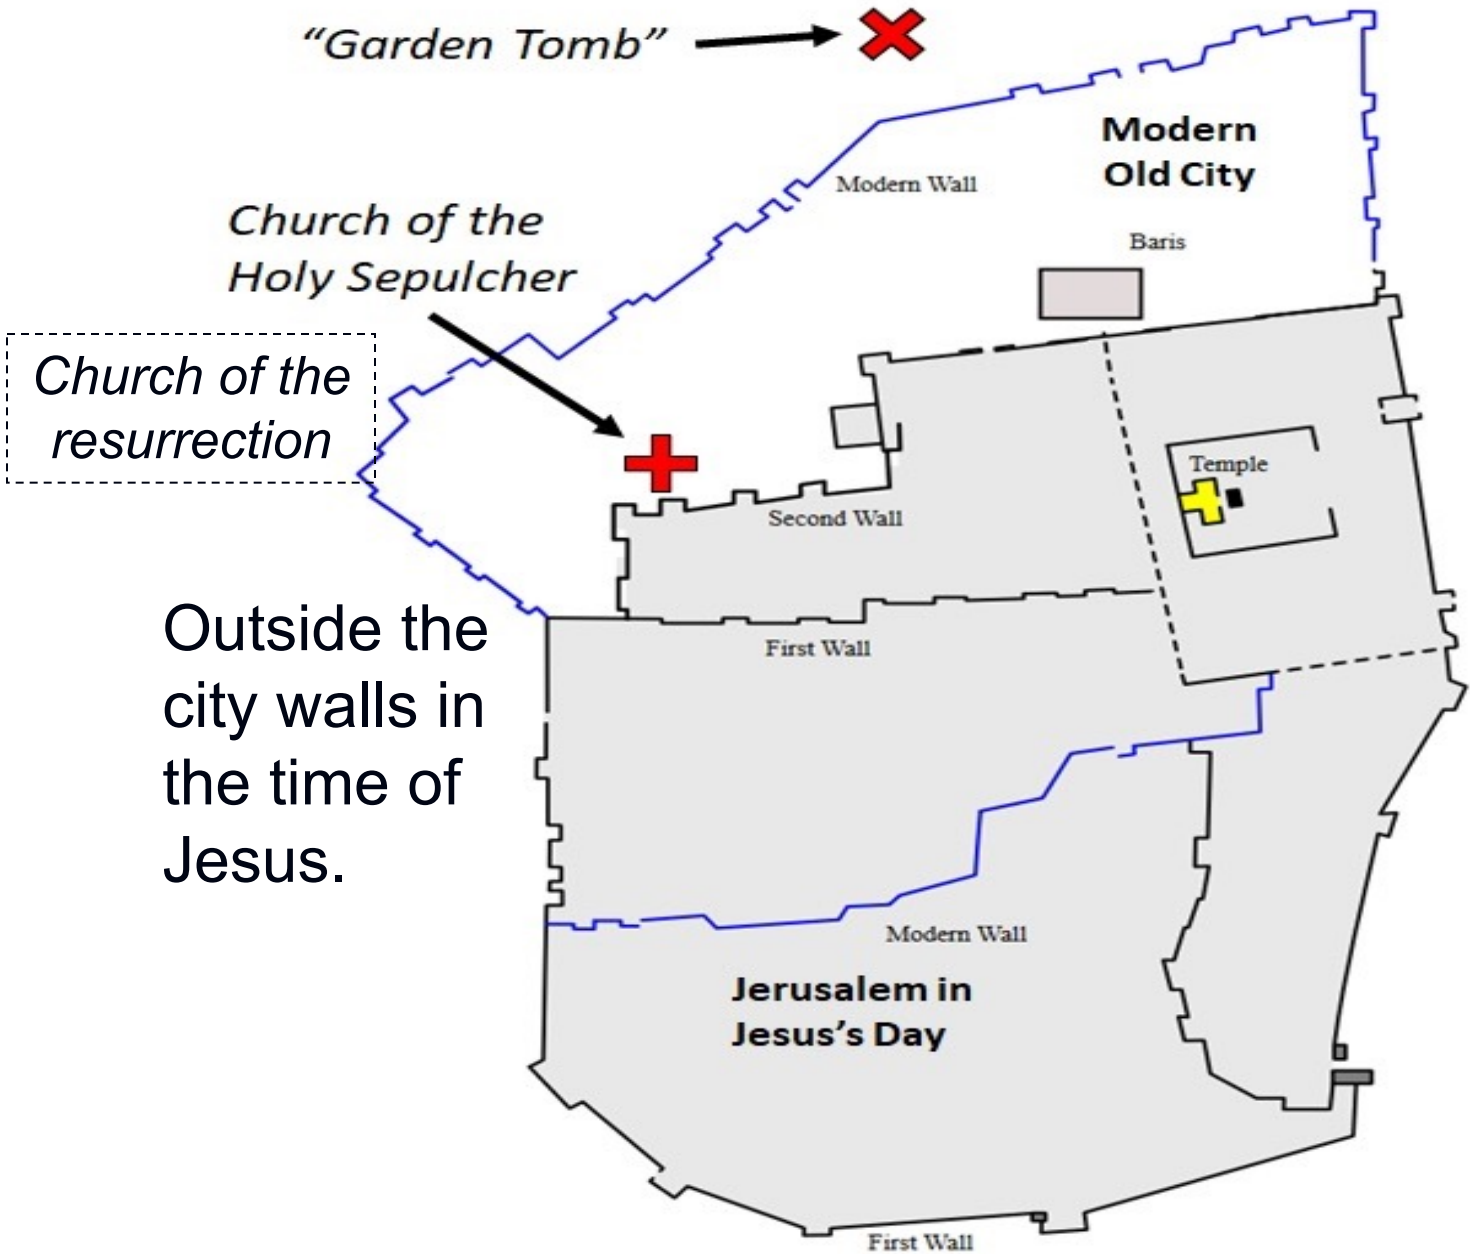 “Garden Tomb”
Modern
Old City
Modern Wall
Church of the
Holy Sepulcher
Baris
Church of the
resurrection
Temple
Second Wall
Outside the
city walls in
the time of
Jesus.
First Wall
Modern Wall
Jerusalem in
Jesus’s Day
First Wall